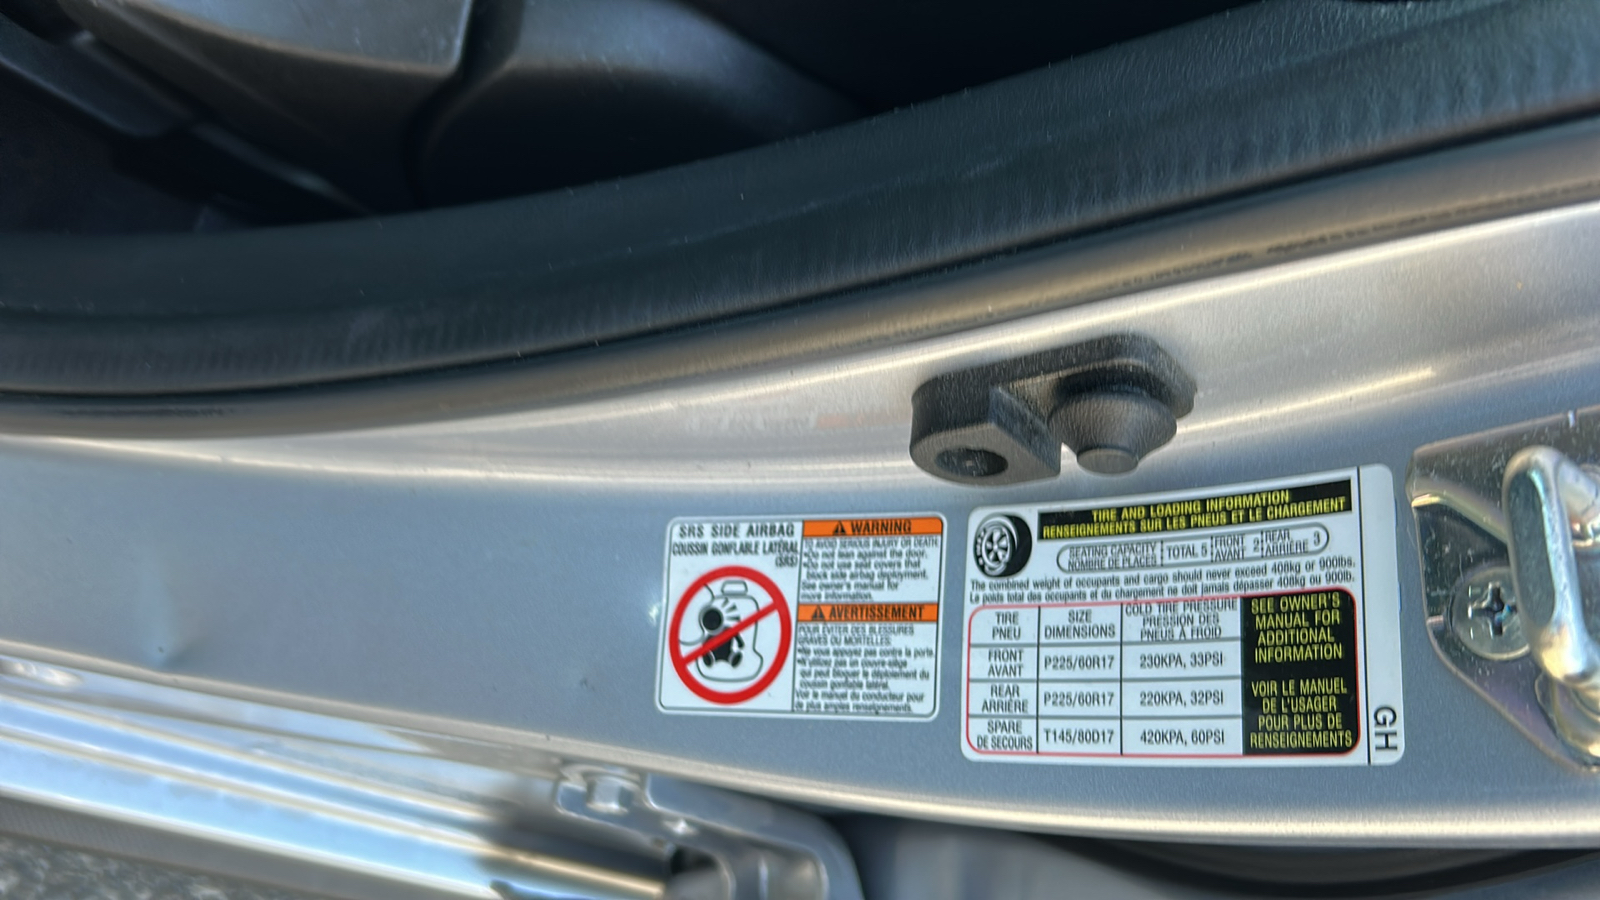 SRS SIDE AIRBAG
COUSSIN GONFLABLE LATÉRAL
(SRS)
WARNING
TO AVOID SERIOUS INJURY OR DEATH:
•Do not lean against the door.
•Do not use seat covers that
block side airbag deployment.
See owner's manual for
more information.
AVERTISSEMENT
POUR ÉVITER DES BLESSURES
GRAVES OU MORTELLES:
•Ne vous appuyez pas contre la porte.
•N'utilisez pas un couvre-siège
qui peut bloquer le déploiement du
coussin gonflable latéral.
Voir le manuel du conducteur pour
de plus amples renseignements.
TIRE AND LOADING INFORMATION
RENSEIGNEMENTS SUR LES PNEUS ET LE CHARGEMENT
SEATING CAPACITY
NOMBRE DE PLACES
TOTAL 5
FRONT
AVANT 2
REAR
ARRIÈRE 3
The combined weight of occupants and cargo should never exceed 408kg or 900lbs.
Le poids total des occupants et du chargement ne doit jamais dépasser 408kg ou 900lb.
TIRE
PNEU
SIZE
DIMENSIONS
COLD TIRE PRESSURE
PRESSION DES
PNEUS À FROID
FRONT
AVANT
P225/60R17
230KPA, 33PSI
REAR
ARRIÈRE
P225/60R17
220KPA, 32PSI
SPARE
DE SECOURS
T145/80D17
420KPA, 60PSI
SEE OWNER'S
MANUAL FOR
ADDITIONAL
INFORMATION
VOIR LE MANUEL
DE L'USAGER
POUR PLUS DE
RENSEIGNEMENTS
GH